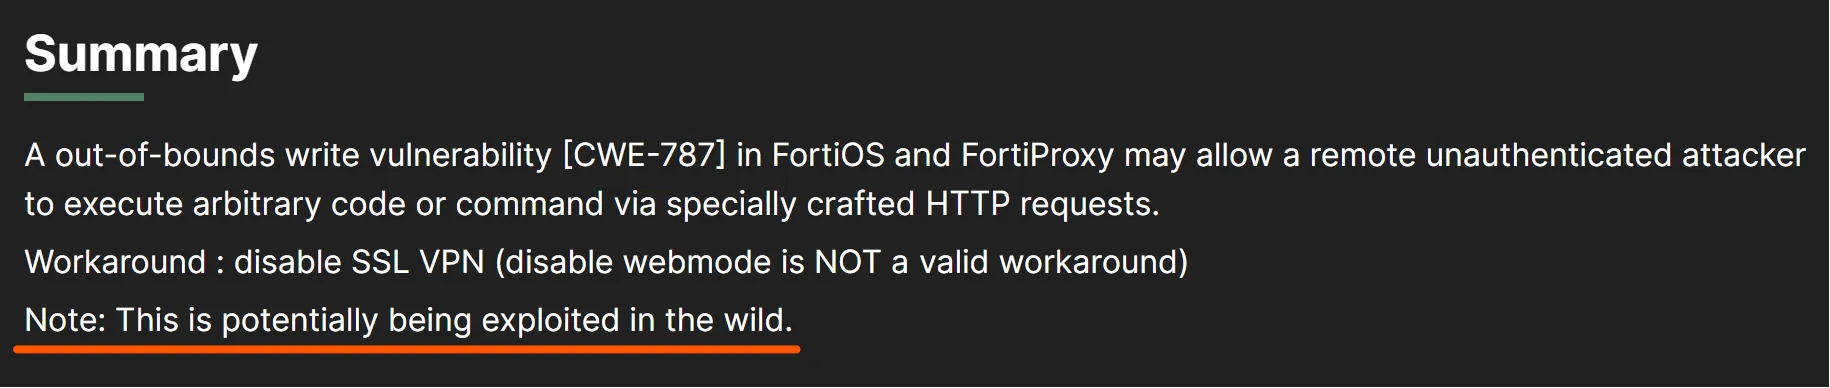 Summary
A out-of-bounds write vulnerability [CWE-787] in FortiOS and FortiProxy may allow a remote unauthenticated attacker
to execute arbitrary code or command via specially crafted HTTP requests.
Workaround : disable SSL VPN (disable webmode is NOT a valid workaround)
Note: This is potentially being exploited in the wild.